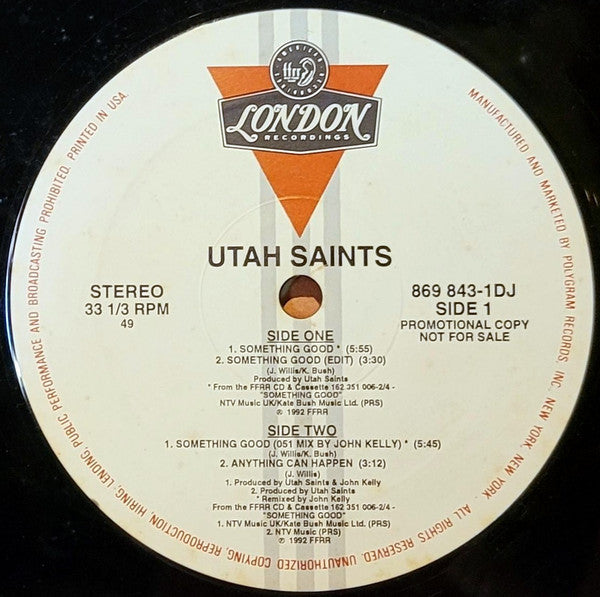 AMERICAN RECORDINGS
ffrr
LONDON
RECORDINGS
UTAH SAINTS
STEREO
33 1/3 RPM
49
869 843-1DJ
SIDE 1
PROMOTIONAL COPY
NOT FOR SALE
SIDE ONE
1. SOMETHING GOOD * (5:55)
2. SOMETHING GOOD (EDIT) (3:30)
(J. Willis/K. Bush)
Produced by Utah Saints
* From the FFRR CD & Cassette 162 351 006-2/4 -
"SOMETHING GOOD"
NTV Music UK/Kate Bush Music Ltd. (PRS)
℗ 1992 FFRR
SIDE TWO
1. SOMETHING GOOD (051 MIX BY JOHN KELLY) * (5:45)
(J. Willis/K. Bush)
2. ANYTHING CAN HAPPEN (3:12)
(J. Willis)
1. Produced by Utah Saints & John Kelly
2. Produced by Utah Saints
* Remixed by John Kelly
From the FFRR CD & Cassette 162 351 006-2/4 -
"SOMETHING GOOD"
1. NTV Music UK/Kate Bush Music Ltd. (PRS)
2. NTV Music UK (PRS)
℗ 1992 FFRR
MANUFACTURED AND MARKETED BY POLYGRAM RECORDS, INC. NEW YORK, NEW YORK - ALL RIGHTS RESERVED. UNAUTHORIZED COPYING, REPRODUCTION HIRING, LENDING, PUBLIC PERFORMANCE AND BROADCASTING PROHIBITED. PRINTED IN USA.